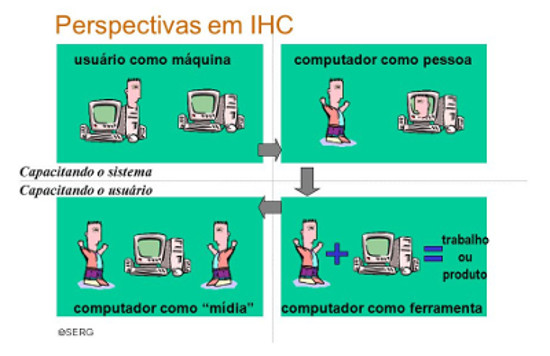 Perspectivas em IHC
usuário como máquina
computador como pessoa
Capacitando o sistema
Capacitando o usuário
trabalho
ou
produto
computador como “mídia”
computador como ferramenta
©SERG